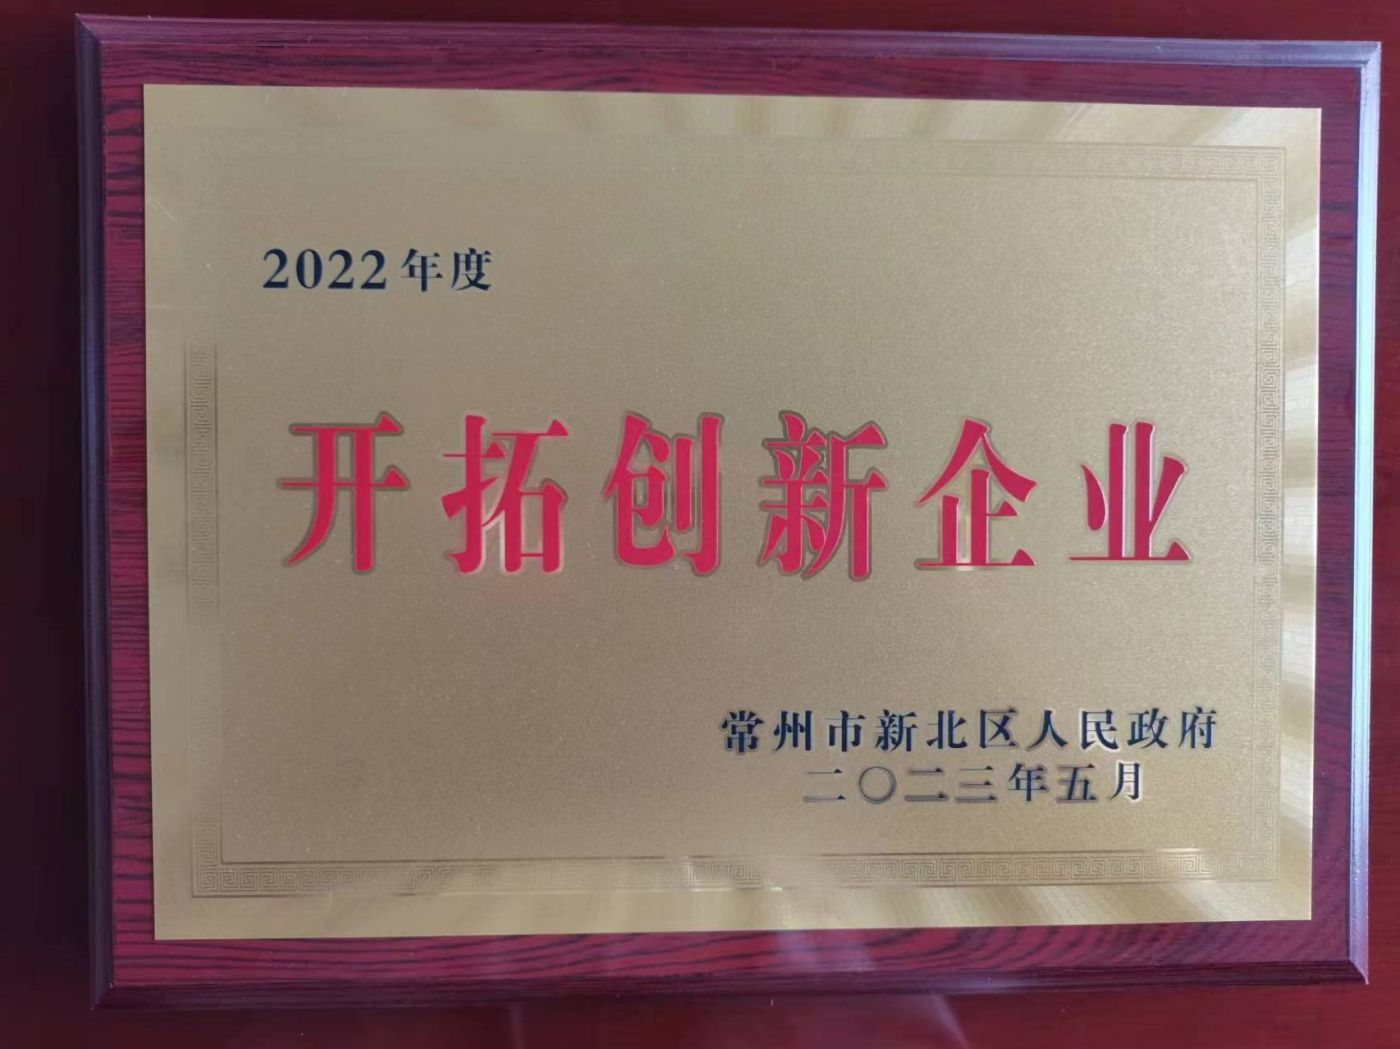 2022年度
开拓创新企业
常州市新北区人民政府
二〇二三年五月